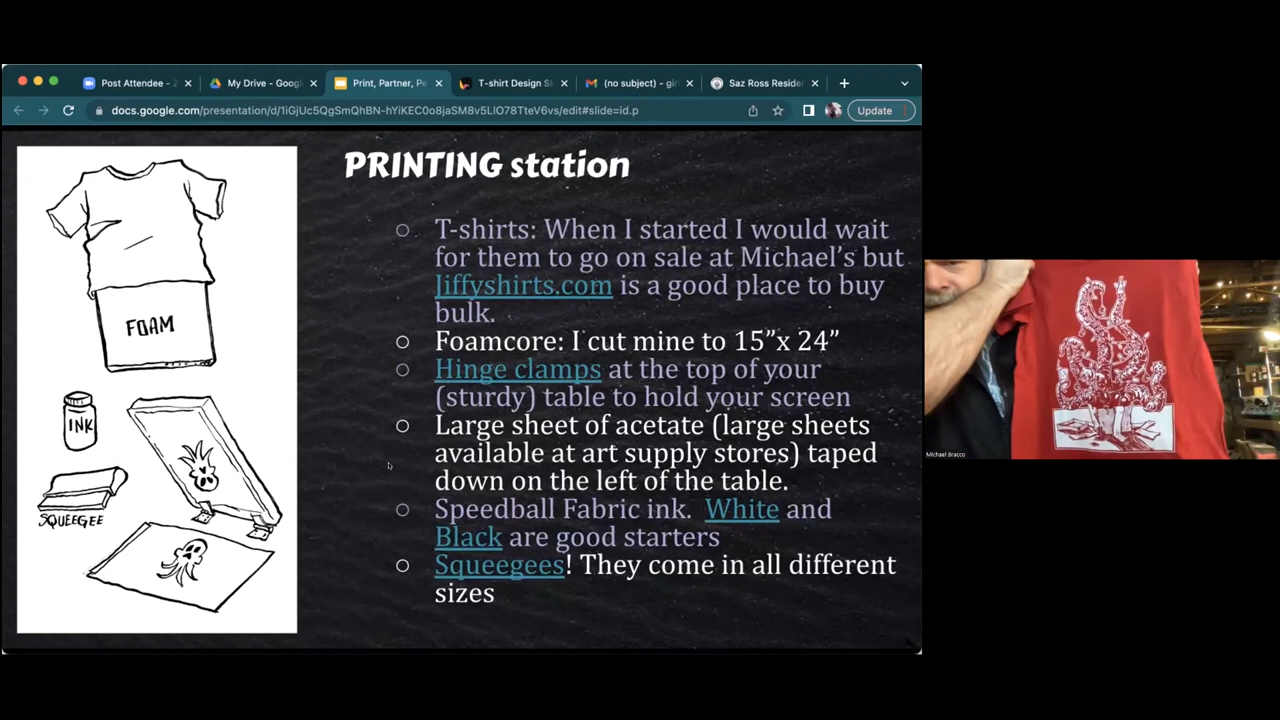 Post Attendee - Z
My Drive - Goog
Print, Partner, Pe
T-shirt Design S
(no subject) - gir
Saz Ross Reside
docs.google.com/presentation/d/1iGjUc5QgSmQhBN-hYiKEC0o8jaSM8v5LlO78TteV6vs/edit#slide=id.p
Update
PRINTING station
T-shirts: When I started I would wait
for them to go on sale at Michael’s but
Jiffyshirts.com is a good place to buy
bulk.
Foamcore: I cut mine to 15”x 24”
Hinge clamps at the top of your
(sturdy) table to hold your screen
Large sheet of acetate (large sheets
available at art supply stores) taped
down on the left of the table.
Speedball Fabric ink. White and
Black are good starters
Squeegees! They come in all different
sizes
FOAM
INK
SQUEEGEE
Michael Bracco